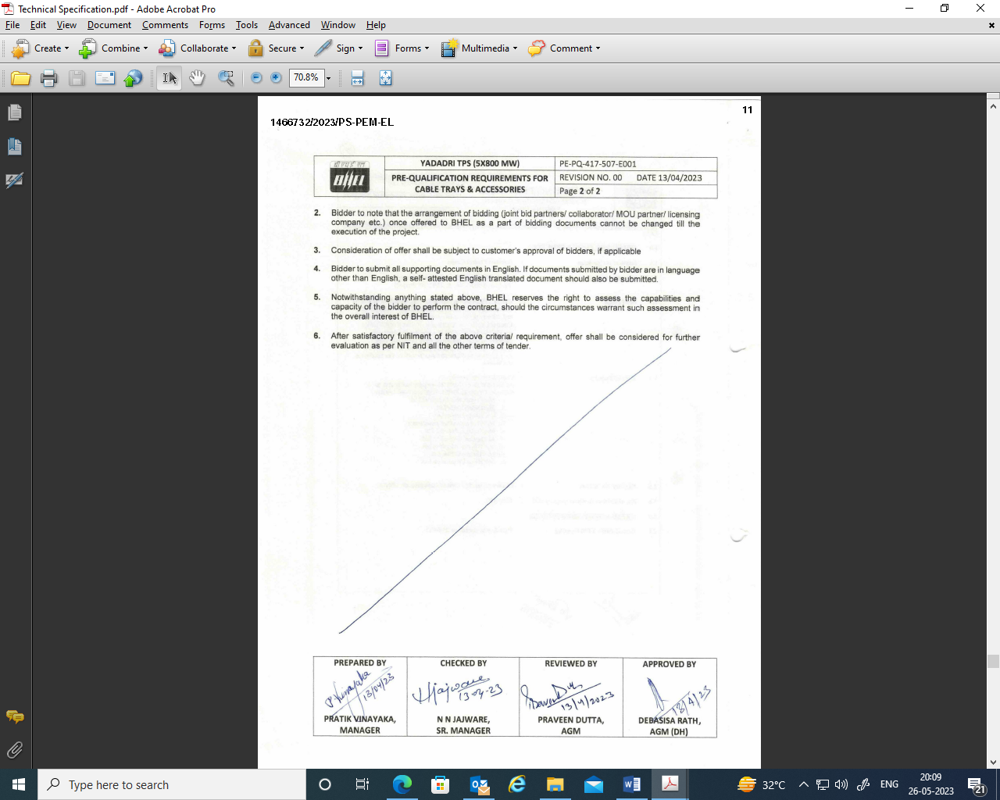 Technical Specification.pdf - Adobe Acrobat Pro
File Edit View Document Comments Forms Tools Advanced Window Help
Create Combine Collaborate Secure Sign Forms Multimedia Comment
70.8%
11
1466732/2023/PS-PEM-EL
BHEL
YADADRI TPS (5X800 MW)
PE-PQ-417-507-E001
PRE-QUALIFICATION REQUIREMENTS FOR
CABLE TRAYS & ACCESSORIES
REVISION NO. 00 DATE 13/04/2023
Page 2 of 2
2. Bidder to note that the arrangement of bidding (joint bid partners/ collaborator/ MOU partner/ licensing
company etc.) once offered to BHEL as a part of bidding documents cannot be changed till the
execution of the project.
3. Consideration of offer shall be subject to customer's approval of bidders, if applicable
4. Bidder to submit all supporting documents in English. If documents submitted by bidder are in language
other than English, a self- attested English translated document should also be submitted.
5. Notwithstanding anything stated above, BHEL reserves the right to assess the capabilities and
capacity of the bidder to perform the contract, should the circumstances warrant such assessment in
the overall interest of BHEL.
6. After satisfactory fulfilment of the above criteria/ requirement, offer shall be considered for further
evaluation as per NIT and all the other terms of tender.
PREPARED BY
P. Vinayaka
13/04/23
PRATIK VINAYAKA,
MANAGER
CHECKED BY
13-04-23
N N JAJWARE,
SR. MANAGER
REVIEWED BY
13/4/2023
PRAVEEN DUTTA,
AGM
APPROVED BY
13/4/23
DEBASISA RATH,
AGM (DH)
Type here to search
32°C
ENG
20:09
26-05-2023
21